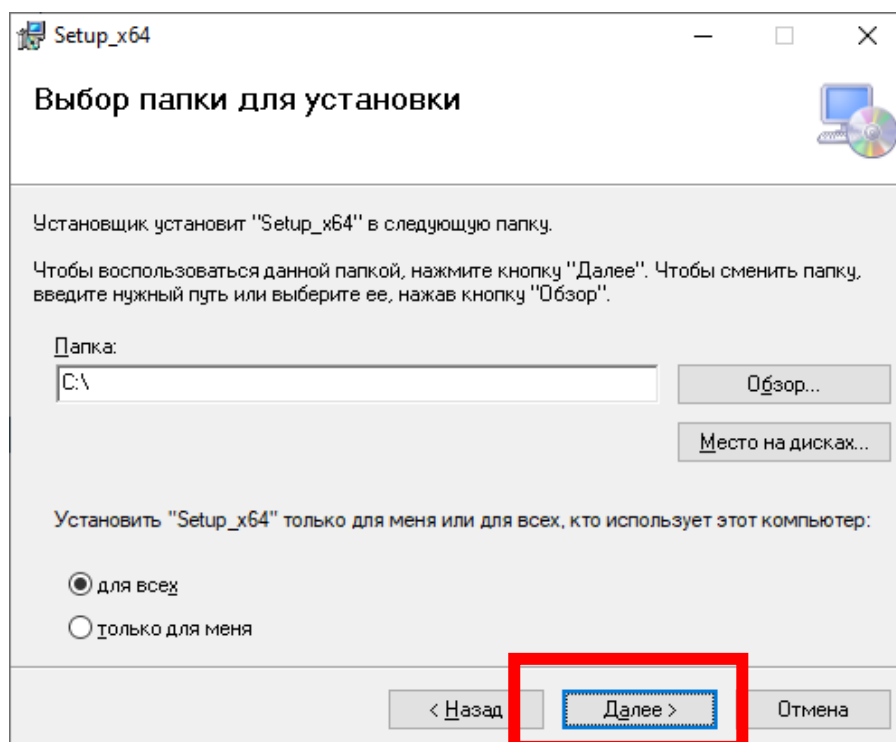 Setup_x64
Выбор папки для установки
Установщик установит "Setup_x64" в следующую папку.
Чтобы воспользоваться данной папкой, нажмите кнопку "Далее". Чтобы сменить папку,
введите нужный путь или выберите ее, нажав кнопку "Обзор".
Папка:
C:\
Обзор...
Место на дисках...
Установить "Setup_x64" только для меня или для всех, кто использует этот компьютер:
для всех
только для меня
< Назад
Далее >
Отмена